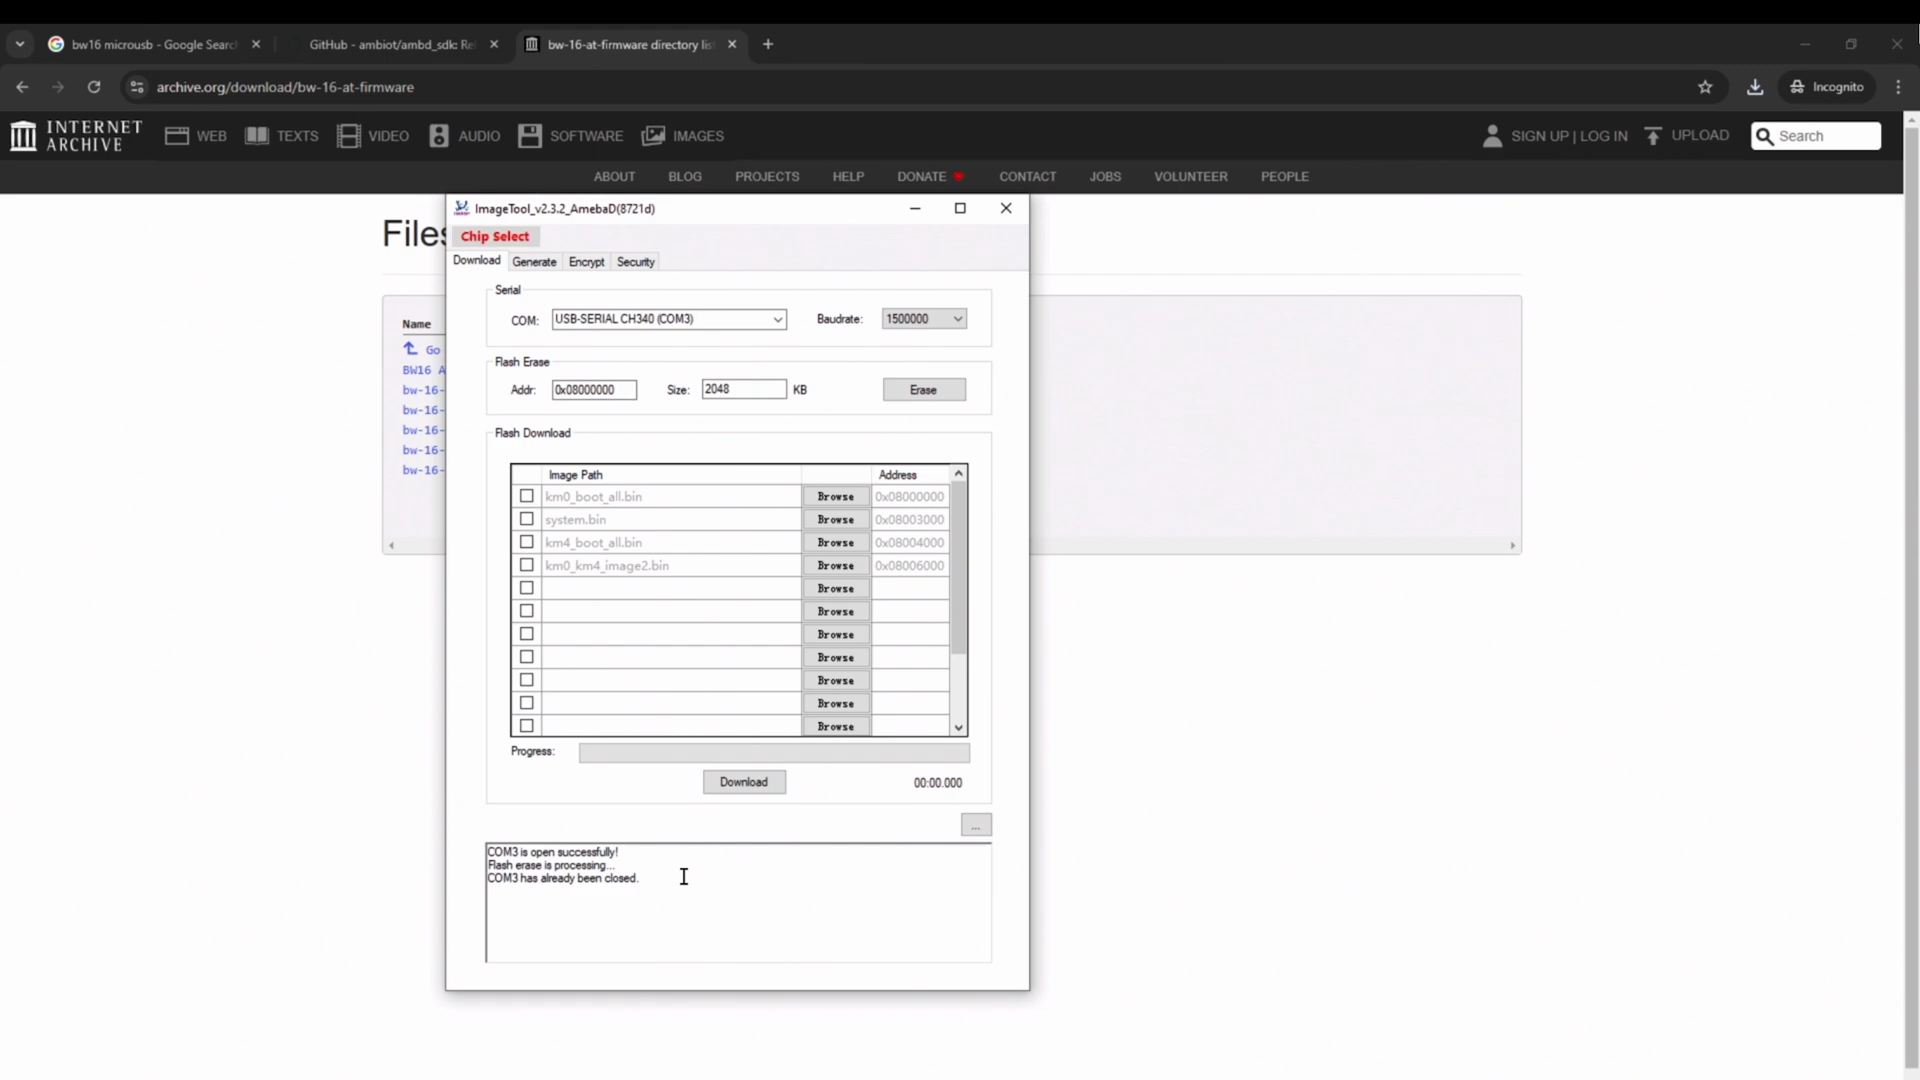 bw16 microusb - Google Search
GitHub - ambiot/ambd_sdk: Re
bw-16-at-firmware directory lis
archive.org/download/bw-16-at-firmware
Incognito
INTERNET ARCHIVE
WEB
TEXTS
VIDEO
AUDIO
SOFTWARE
IMAGES
SIGN UP | LOG IN
UPLOAD
Search
ABOUT
BLOG
PROJECTS
HELP
DONATE
CONTACT
JOBS
VOLUNTEER
PEOPLE
Files
Name
Go
BW16 A
bw-16-
bw-16-
bw-16-
bw-16-
bw-16-
ImageTool_v2.3.2_AmebaD(8721d)
Chip Select
Download Generate Encrypt Security
Serial
COM: USB-SERIAL CH340 (COM3) Baudrate: 1500000
Flash Erase
Addr: 0x08000000 Size: 2048 KB Erase
Flash Download
Image Path Address
km0_boot_all.bin Browse 0x08000000
system.bin Browse 0x08003000
km4_boot_all.bin Browse 0x08004000
km0_km4_image2.bin Browse 0x08006000
Browse
Browse
Browse
Browse
Browse
Browse
Browse
Progress:
Download 00:00.000
...
COM3 is open successfully!
Flash erase is processing...
COM3 has already been closed.